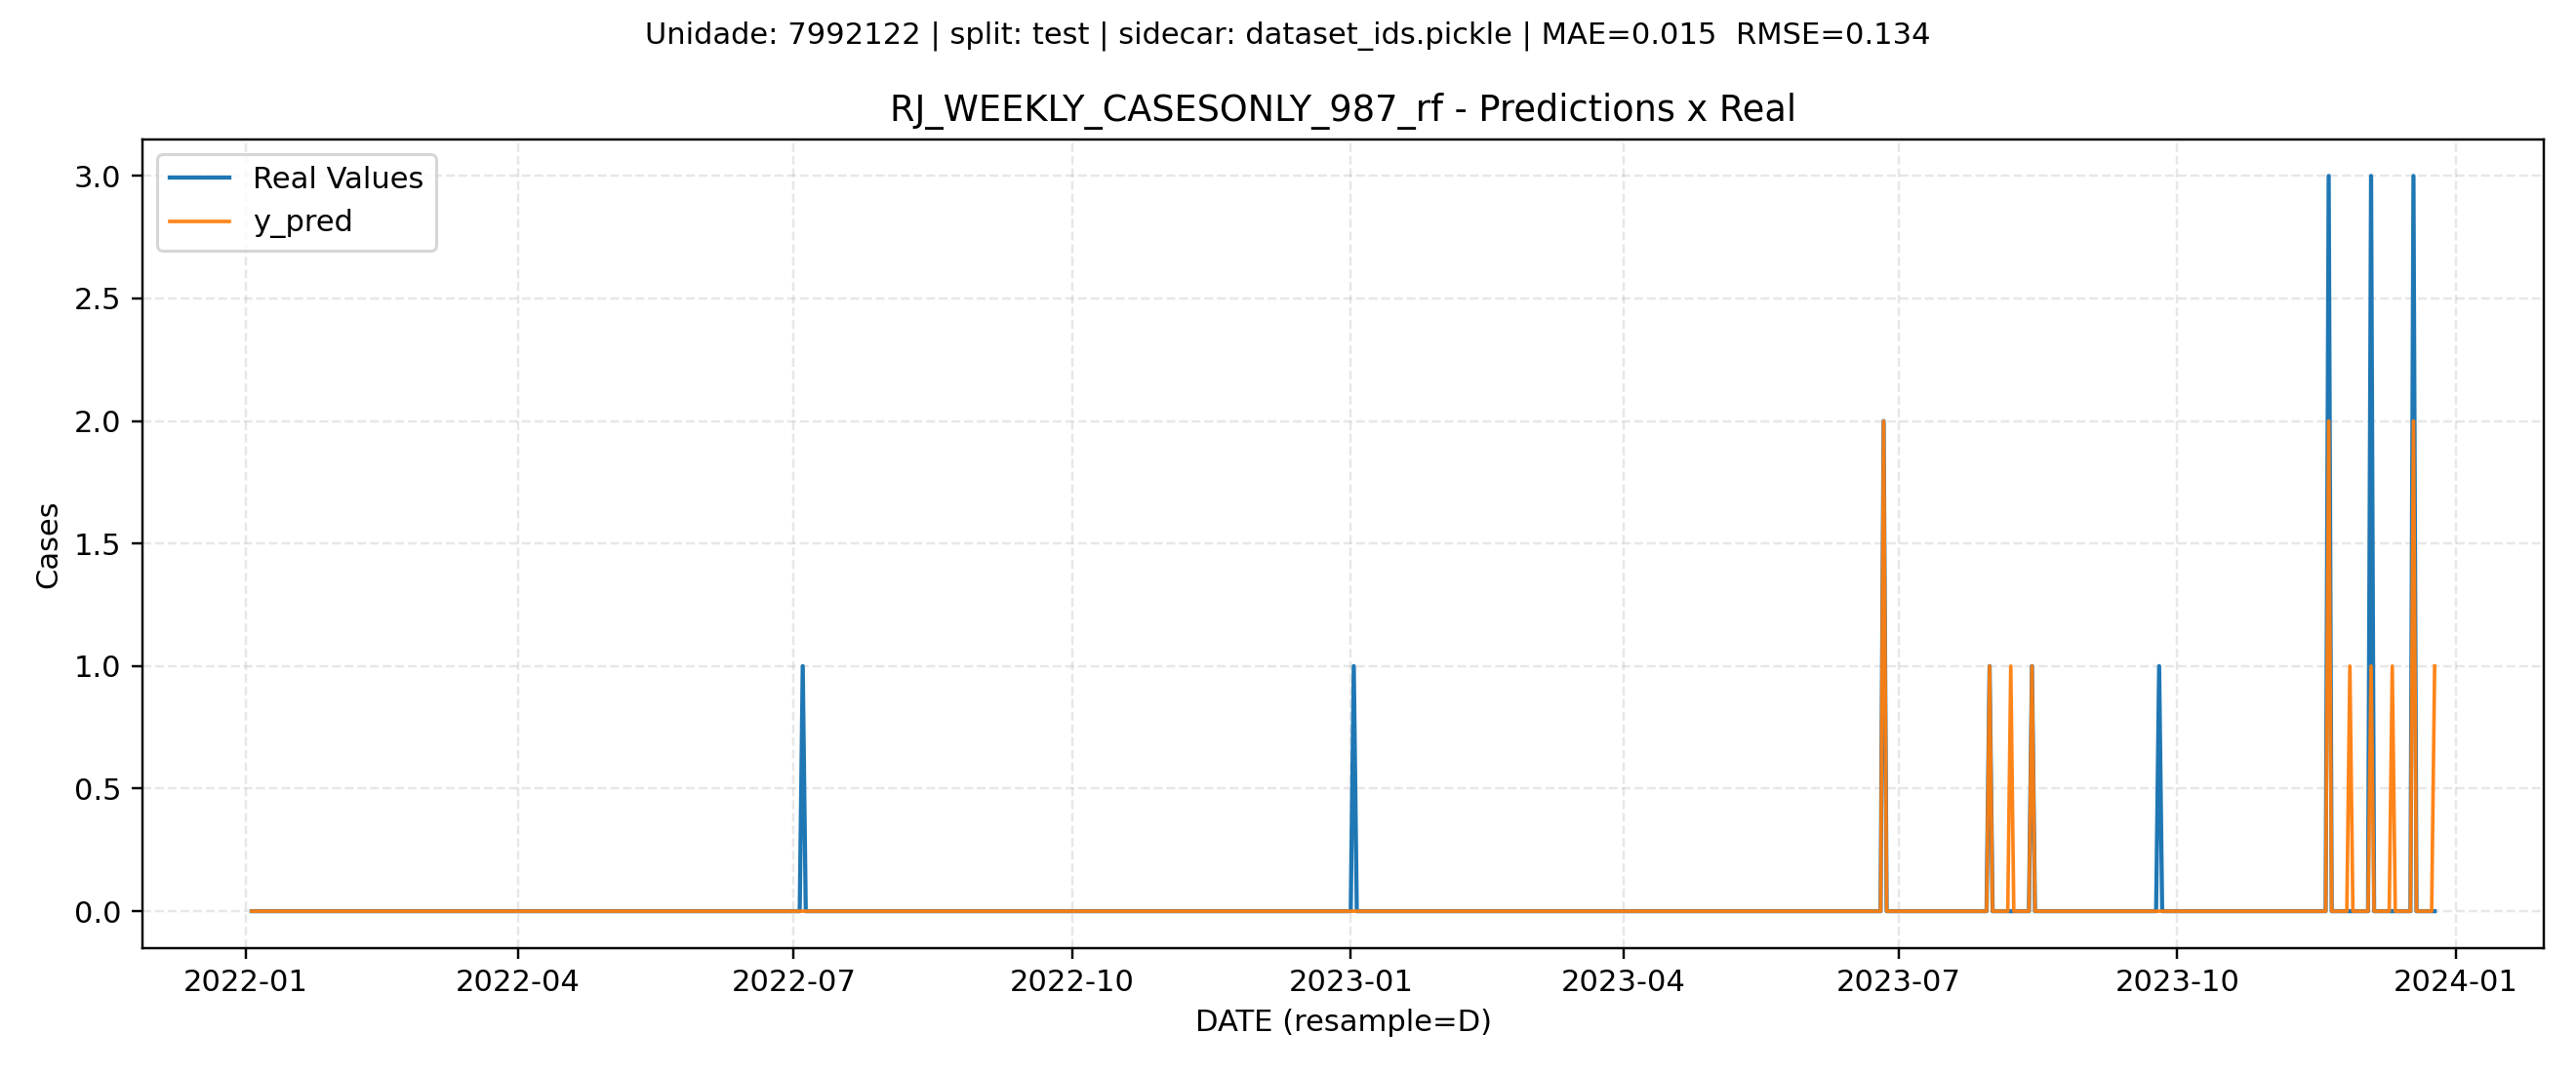 Unidade: 7992122 | split: test | sidecar: dataset_ids.pickle | MAE=0.015  RMSE=0.134
RJ_WEEKLY_CASESONLY_987_rf - Predictions x Real
Real Values
y_pred
Cases
3.0
2.5
2.0
1.5
1.0
0.5
0.0
2022-01
2022-04
2022-07
2022-10
2023-01
2023-04
2023-07
2023-10
2024-01
DATE (resample=D)